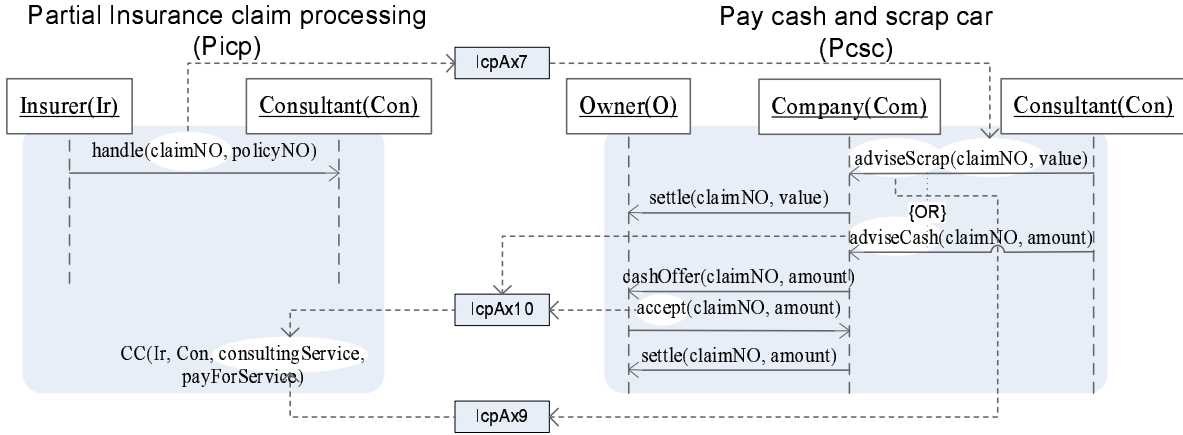 Partial Insurance claim processing
(Picp)
Pay cash and scrap car
(Pcsc)
IcpAx7
Insurer(Ir)
Consultant(Con)
Owner(O)
Company(Com)
Consultant(Con)
handle(claimNO, policyNO)
adviseScrap(claimNO, value)
settle(claimNO, value)
{OR}
adviseCash(claimNO, amount)
cashOffer(claimNO, amount)
IcpAx10
accept(claimNO, amount)
CC(Ir, Con, consultingService,
payForService)
settle(claimNO, amount)
IcpAx9